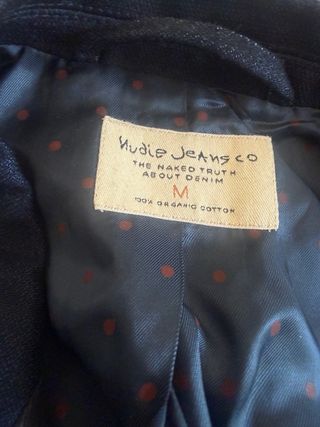 Nudie Jeans co
THE NAKED TRUTH
ABOUT DENIM
M
100% ORGANIC COTTON